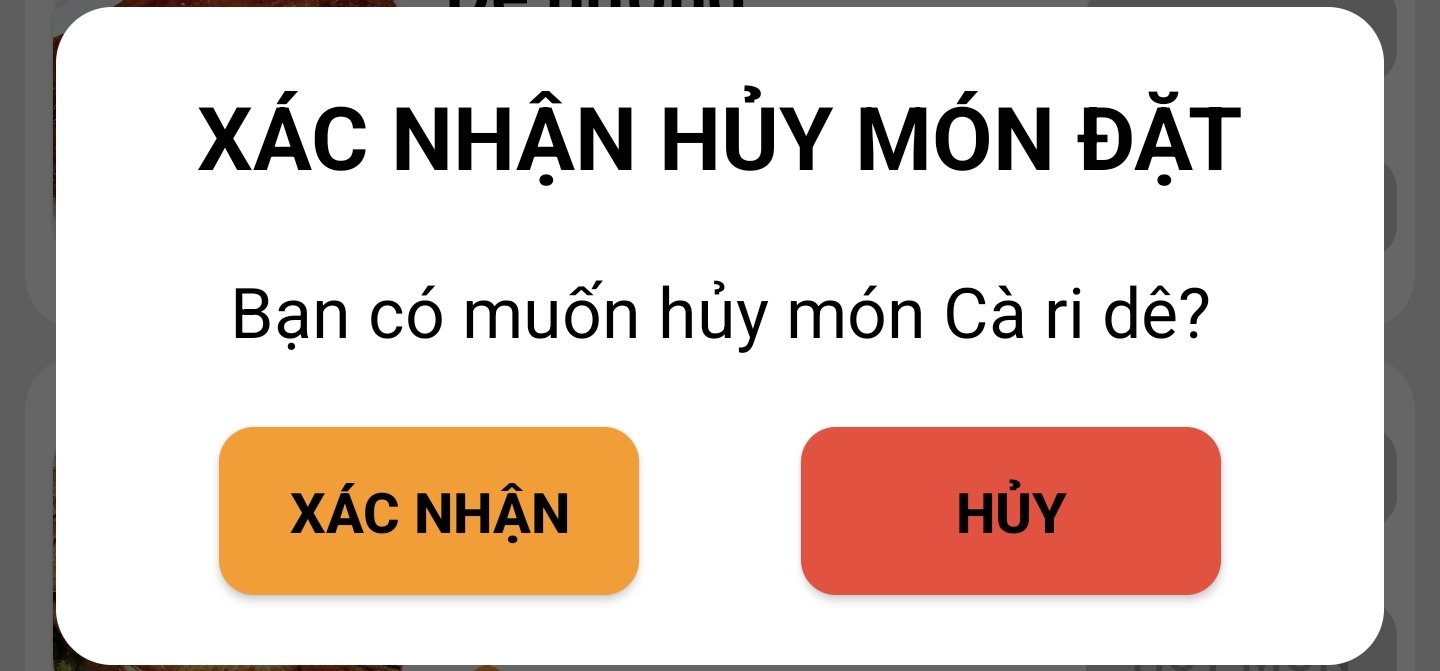 XÁC NHẬN HỦY MÓN ĐẶT
Bạn có muốn hủy món Cà ri dê?
XÁC NHẬN
HỦY